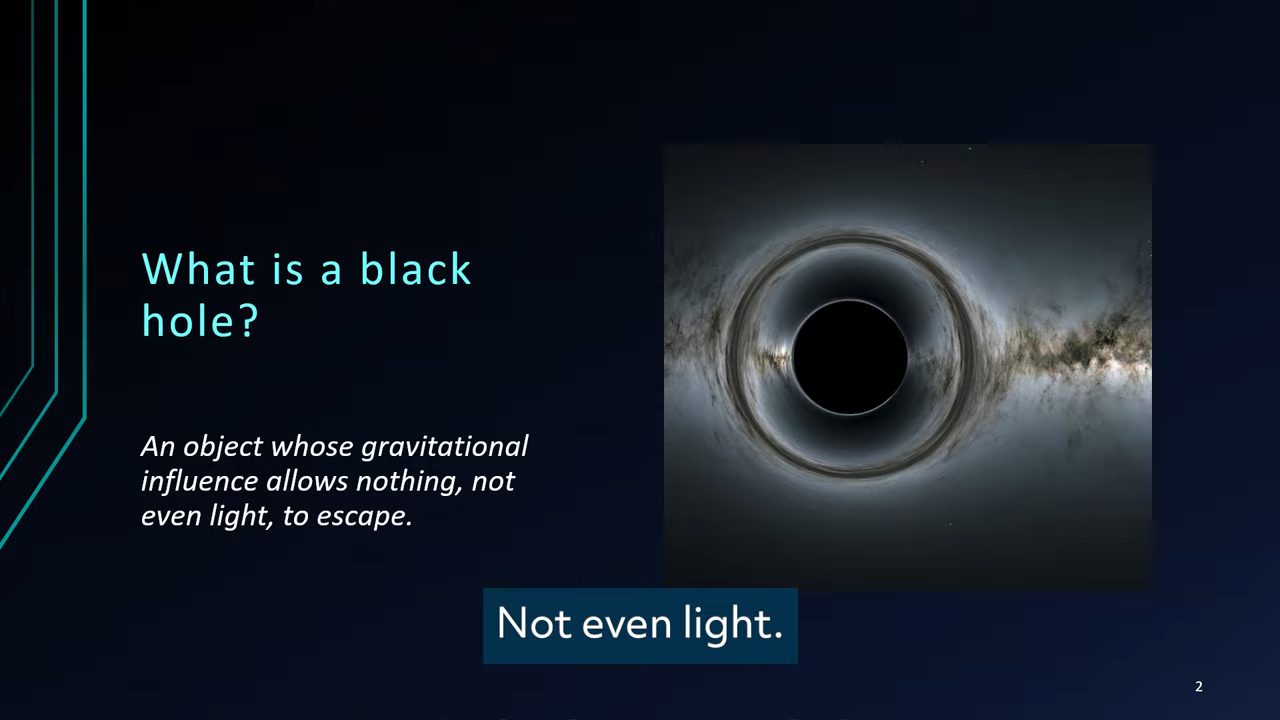 What is a black
hole?
An object whose gravitational
influence allows nothing, not
even light, to escape.
Not even light.
2